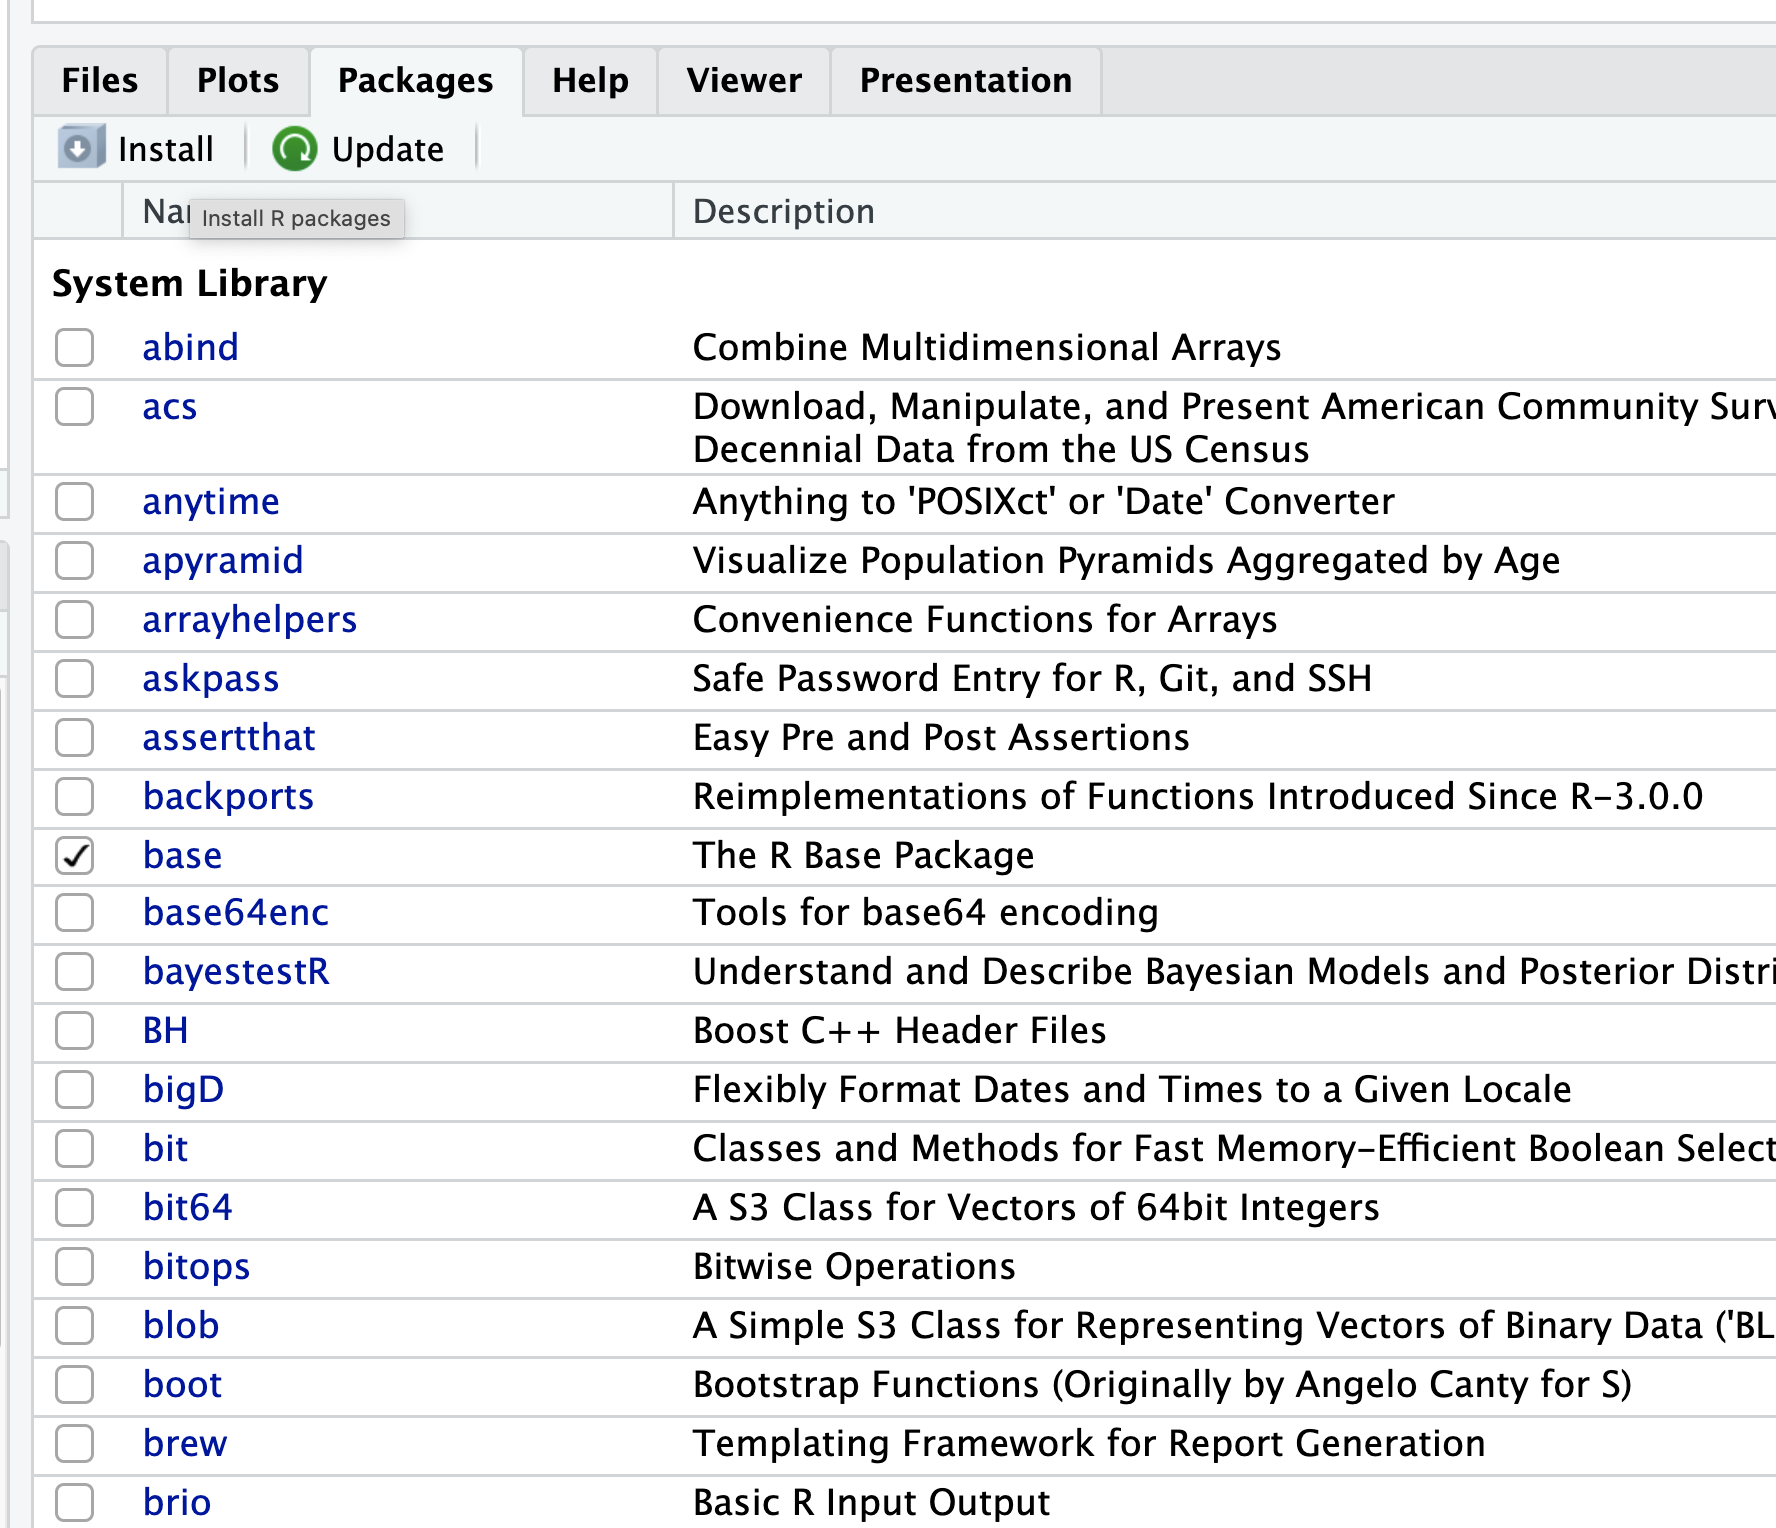 Files Plots Packages Help Viewer Presentation
Install Update
Description
Install R packages
System Library
abind Combine Multidimensional Arrays
acs Download, Manipulate, and Present American Community
Decennial Data from the US Census
anytime Anything to 'POSIXct' or 'Date' Converter
apyramid Visualize Population Pyramids Aggregated by Age
arrayhelpers Convenience Functions for Arrays
askpass Safe Password Entry for R, Git, and SSH
assertthat Easy Pre and Post Assertions
backports Reimplementations of Functions Introduced Since R-3.0.0
base The R Base Package
base64enc Tools for base64 encoding
bayestestR Understand and Describe Bayesian Models and Posterior
BH Boost C++ Header Files
bigD Flexibly Format Dates and Times to a Given Locale
bit Classes and Methods for Fast Memory-Efficient Boolean
bit64 A S3 Class for Vectors of 64bit Integers
bitops Bitwise Operations
blob A Simple S3 Class for Representing Vectors of Binary Data
boot Bootstrap Functions (Originally by Angelo Canty for S)
brew Templating Framework for Report Generation
brio Basic R Input Output